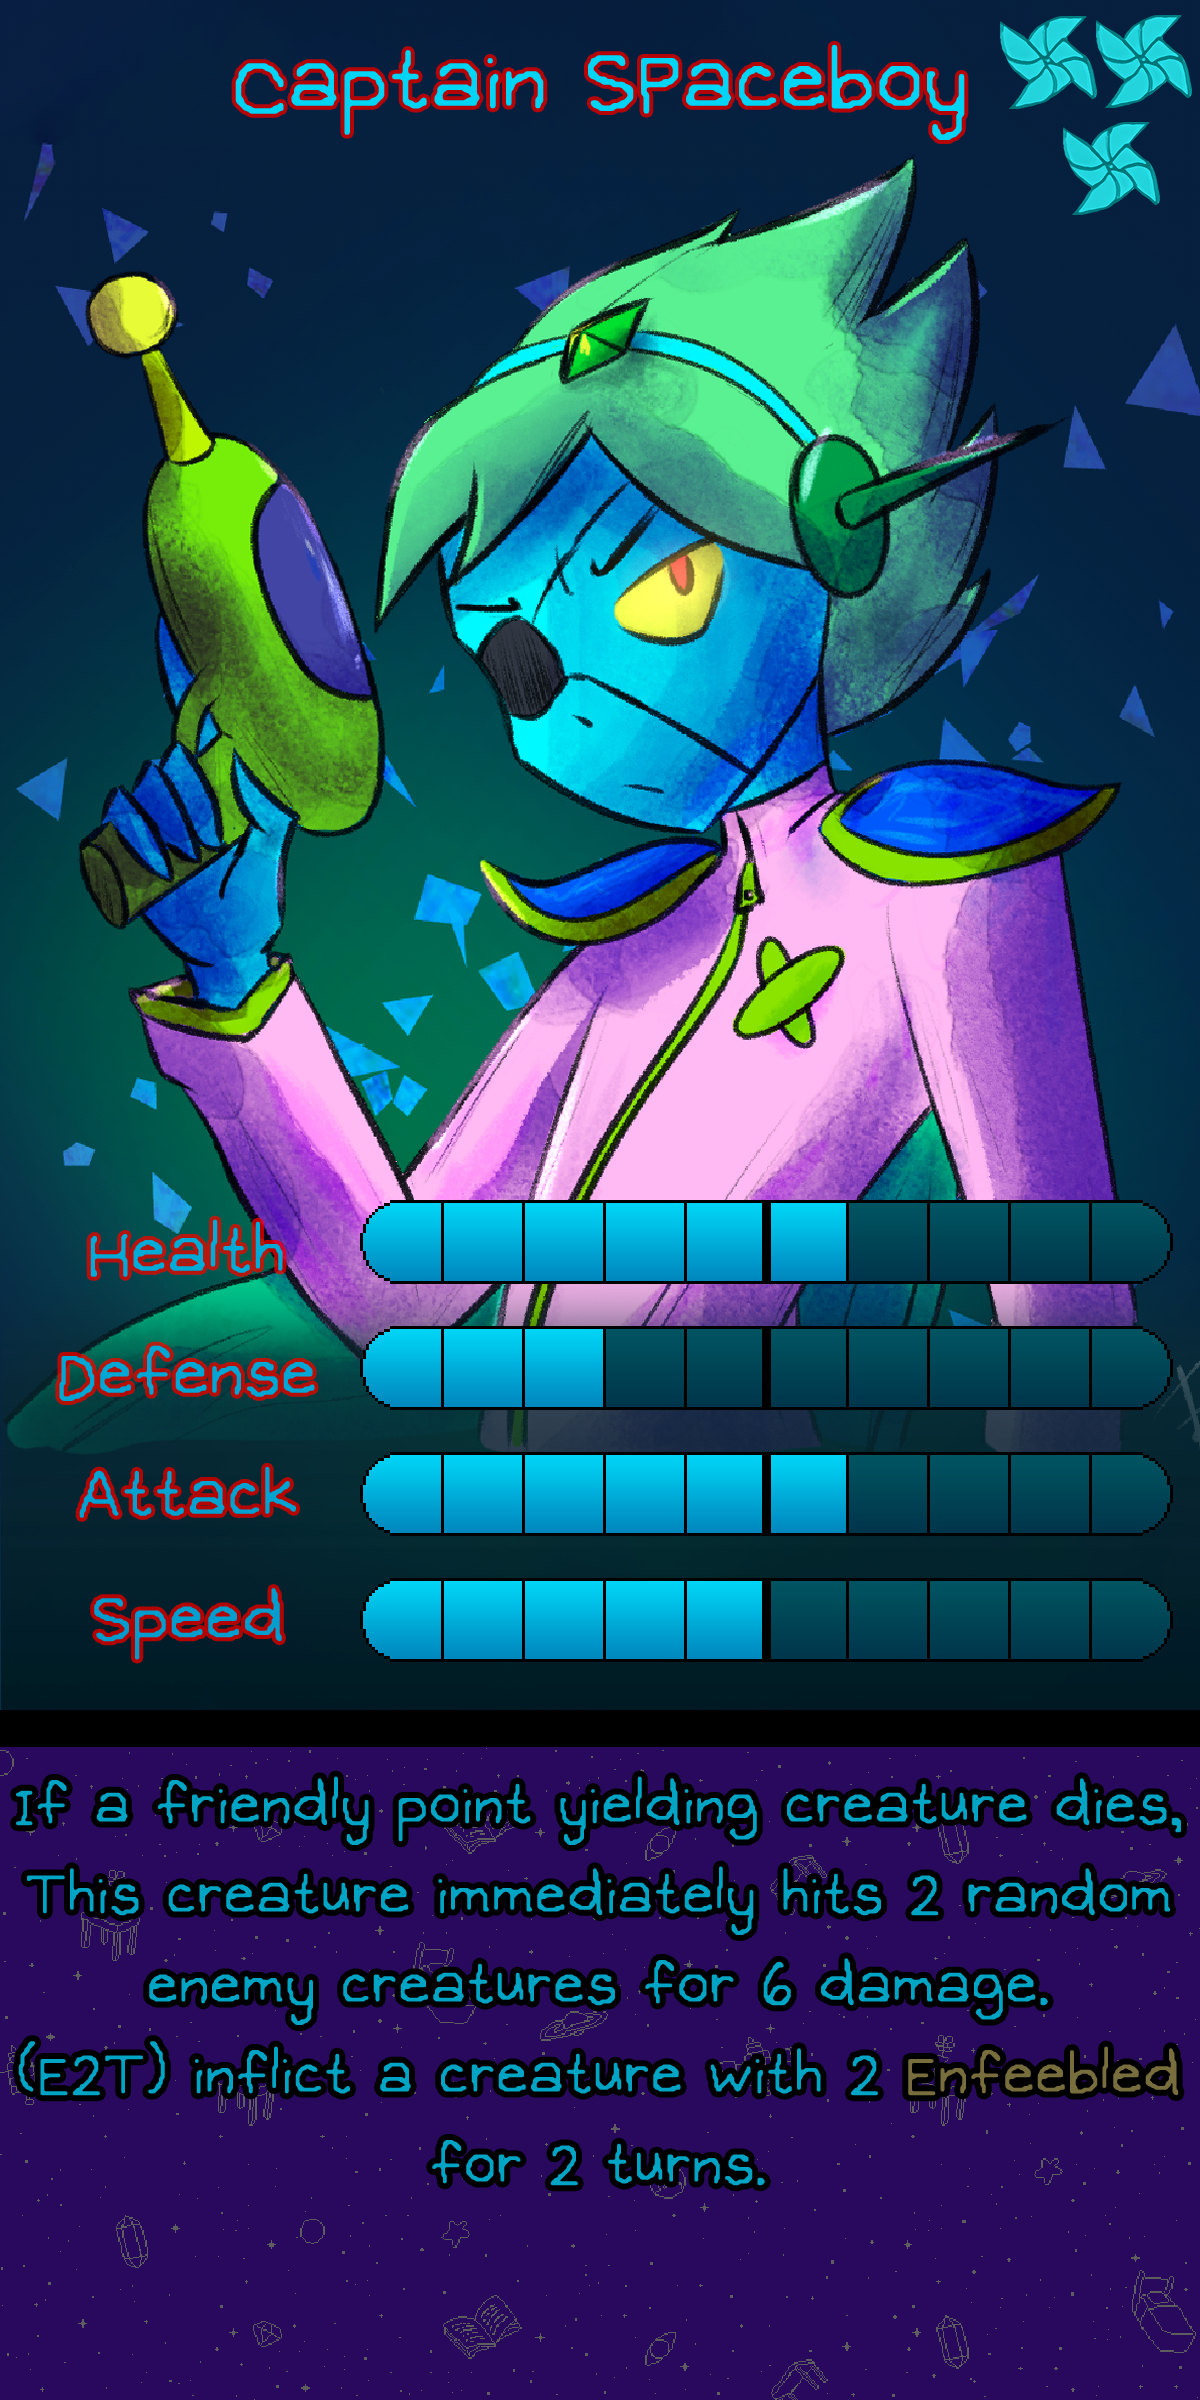 Captain SPaceboy
Health
Defense
Attack
Speed
If a friendly point yielding creature dies,
This creature immediately hits 2 random
enemy creatures for 6 damage.
(E2T) inflict a creature with 2 Enfeebled
for 2 turns.